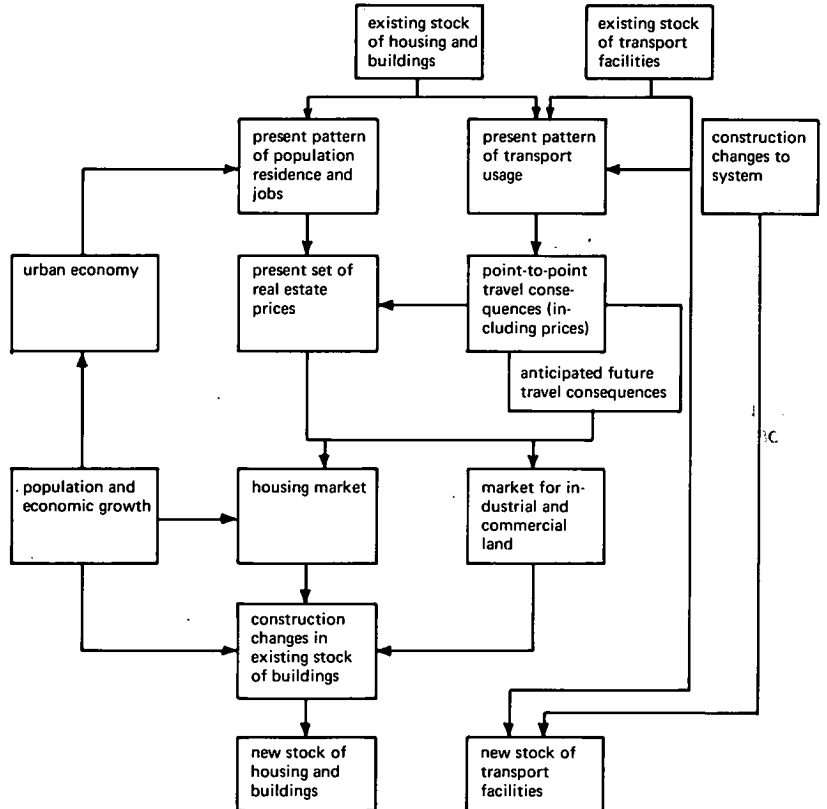 existing stock
of housing and
buildings
existing stock
of transport
facilities
present pattern
of population
residence and
jobs
present pattern
of transport
usage
construction
changes to
system
urban economy
present set of
real estate
prices
point-to-point
travel conse-
quences (in-
cluding prices)
anticipated future
travel consequences
population and
economic growth
housing market
market for in-
dustrial and
commercial
land
construction
changes in
existing stock
of buildings
new stock of
housing and
buildings
new stock of
transport
facilities